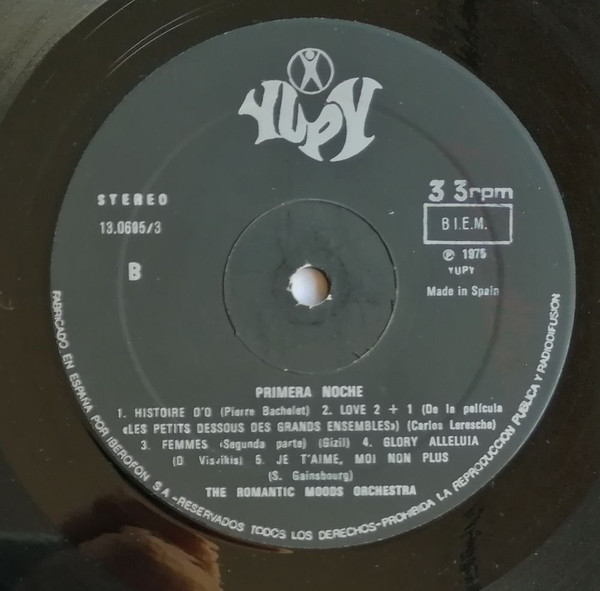 YUPY
STEREO
13.0605/3
B
33rpm
B.I.E.M.
Ⓟ 1975
YUPY
Made in Spain
PRIMERA NOCHE
1. HISTOIRE D'O (Pierre Bachelet) 2. LOVE 2 + 1 (De la película
«LES PETITS DESSOUS DES GRANDS ENSEMBLES») (Carlos Leresche)
3. FEMMES (Segunda parte) (Gizil) 4. GLORY ALLELUIA
(D Visvikis) 5. JE T'AIME, MOI NON PLUS
(S. Gainsbourg)
THE ROMANTIC MOODS ORCHESTRA
FABRICADO EN ESPAÑA POR IBEROFON S A -RESERVADOS TODOS LOS DERECHOS-PROHIBIDA LA REPRODUCCION PUBLICA Y RADIODIFUSION